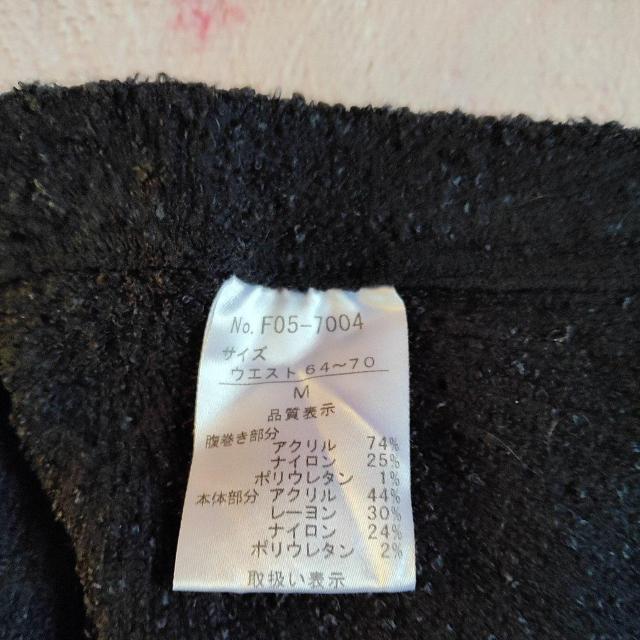 No. F05-7004
サイズ
ウエスト 64～70
M
品質表示
腹巻き部分
アクリル 74%
ナイロン 25%
ポリウレタン 1%
本体部分 アクリル 44%
レーヨン 30%
ナイロン 24%
ポリウレタン 2%
取扱い表示